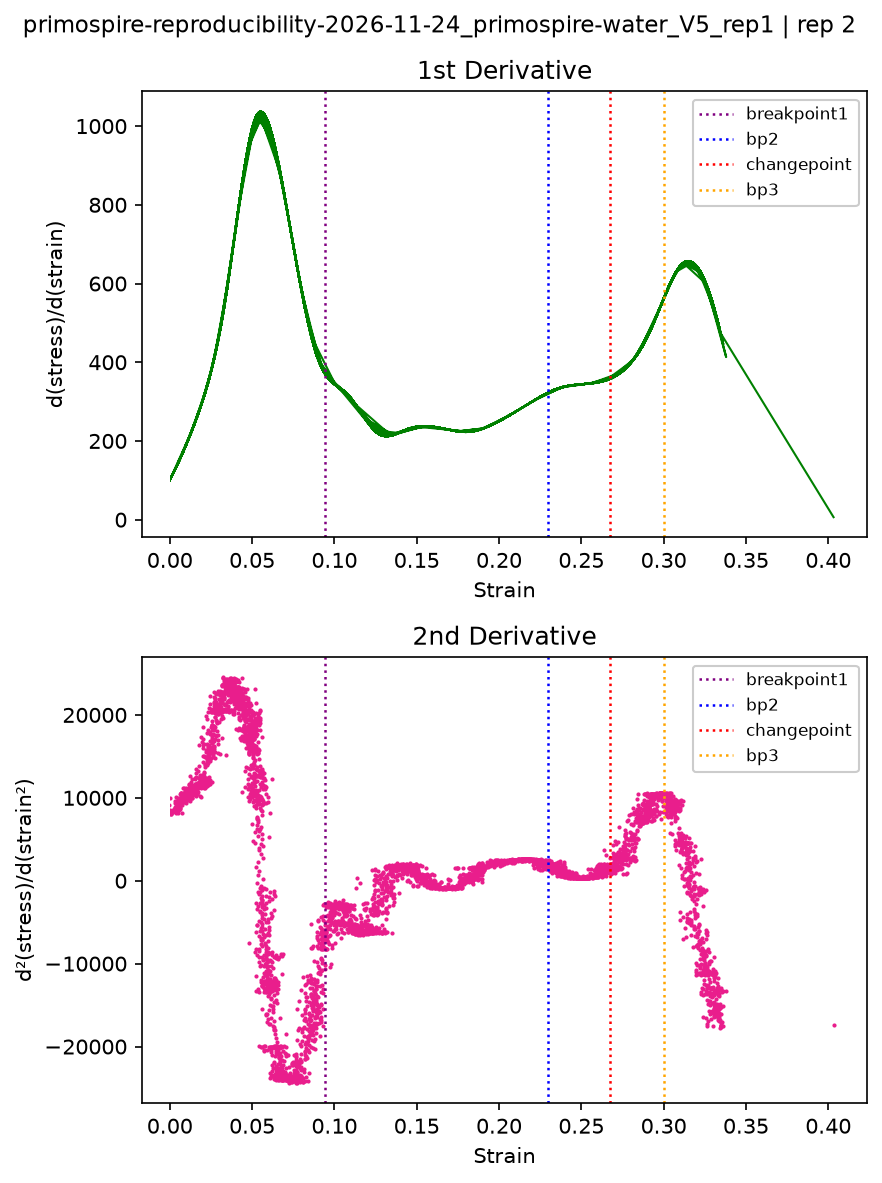 primospire-reproducibility-2026-11-24_primospire-water_V5_rep1 | rep 2
1st Derivative
d(stress)/d(strain)
1000
800
600
400
200
0
breakpoint1
bp2
changepoint
bp3
0.00 0.05 0.10 0.15 0.20 0.25 0.30 0.35 0.40
Strain
2nd Derivative
d²(stress)/d(strain²)
20000
10000
0
−10000
−20000
breakpoint1
bp2
changepoint
bp3
0.00 0.05 0.10 0.15 0.20 0.25 0.30 0.35 0.40
Strain